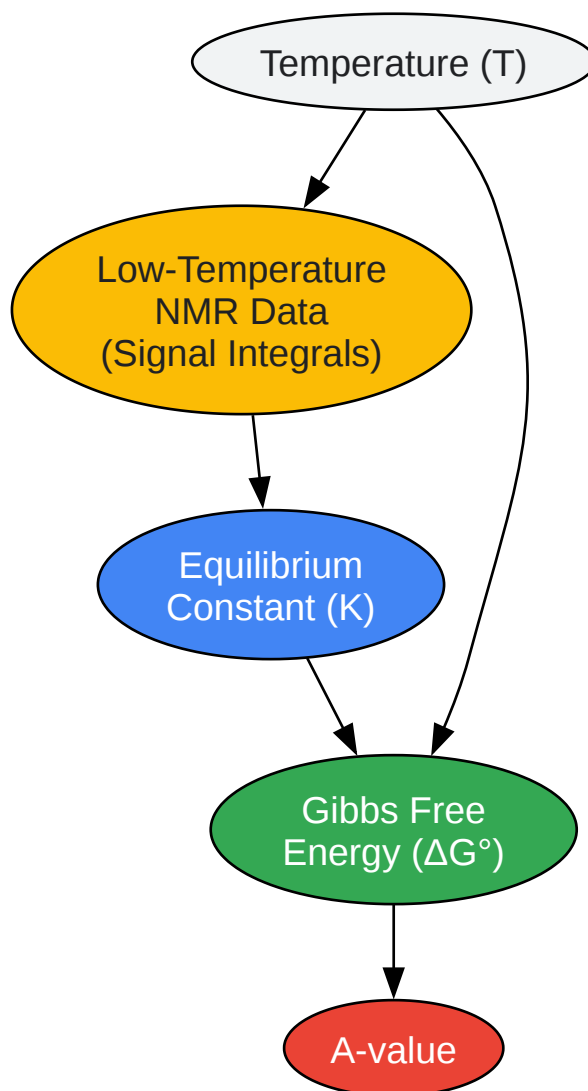 Temperature (T)
Low-Temperature
NMR Data
(Signal Integrals)
Equilibrium
Constant (K)
Gibbs Free
Energy (ΔG°)
A-value